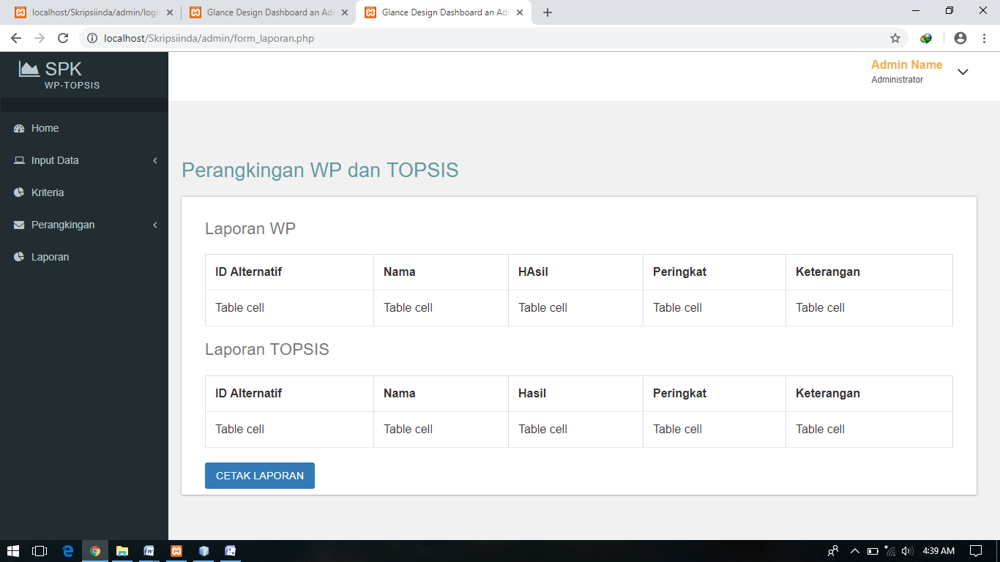 localhost/Skripsiinda/admin/logi
Glance Design Dashboard an Ad
Glance Design Dashboard an Adr
localhost/Skripsiinda/admin/form_laporan.php
SPK
WP-TOPSIS
Admin Name
Administrator
Home
Input Data
Kriteria
Perangkingan
Laporan
Perangkingan WP dan TOPSIS
Laporan WP
ID Alternatif Nama HAsil Peringkat Keterangan
Table cell Table cell Table cell Table cell Table cell
Laporan TOPSIS
ID Alternatif Nama Hasil Peringkat Keterangan
Table cell Table cell Table cell Table cell Table cell
CETAK LAPORAN
4:39 AM